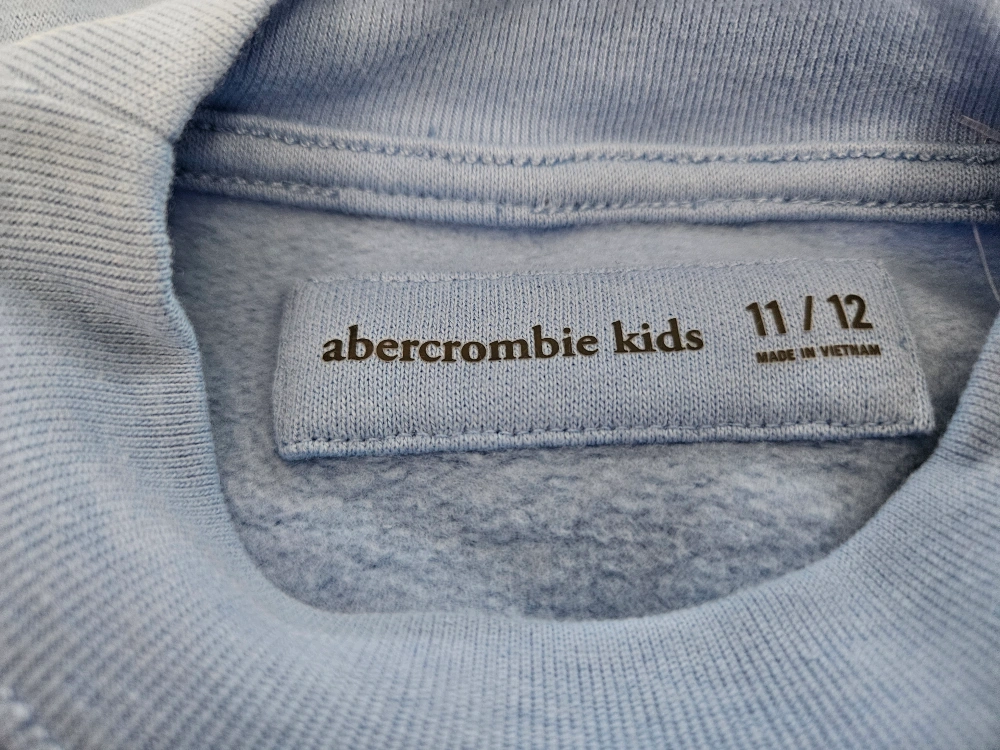 abercrombie kids
11 / 12
MADE IN VIETNAM